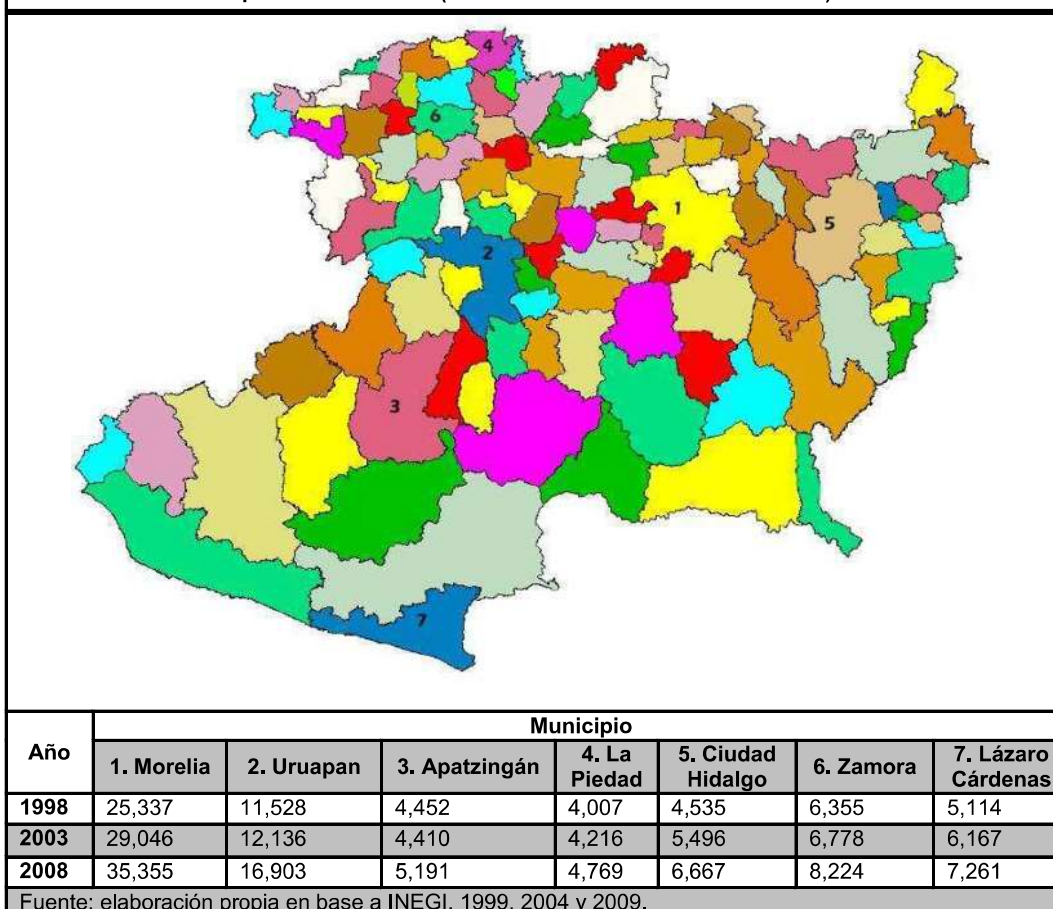 4
6
1
5
2
3
7
Año Municipio
1. Morelia 2. Uruapan 3. Apatzingán 4. La Piedad 5. Ciudad Hidalgo 6. Zamora 7. Lázaro Cárdenas
1998 25,337 11,528 4,452 4,007 4,535 6,355 5,114
2003 29,046 12,136 4,410 4,216 5,496 6,778 6,167
2008 35,355 16,903 5,191 4,769 6,667 8,224 7,261
Fuente: elaboración propia en base a INEGI, 1999, 2004 y 2009.